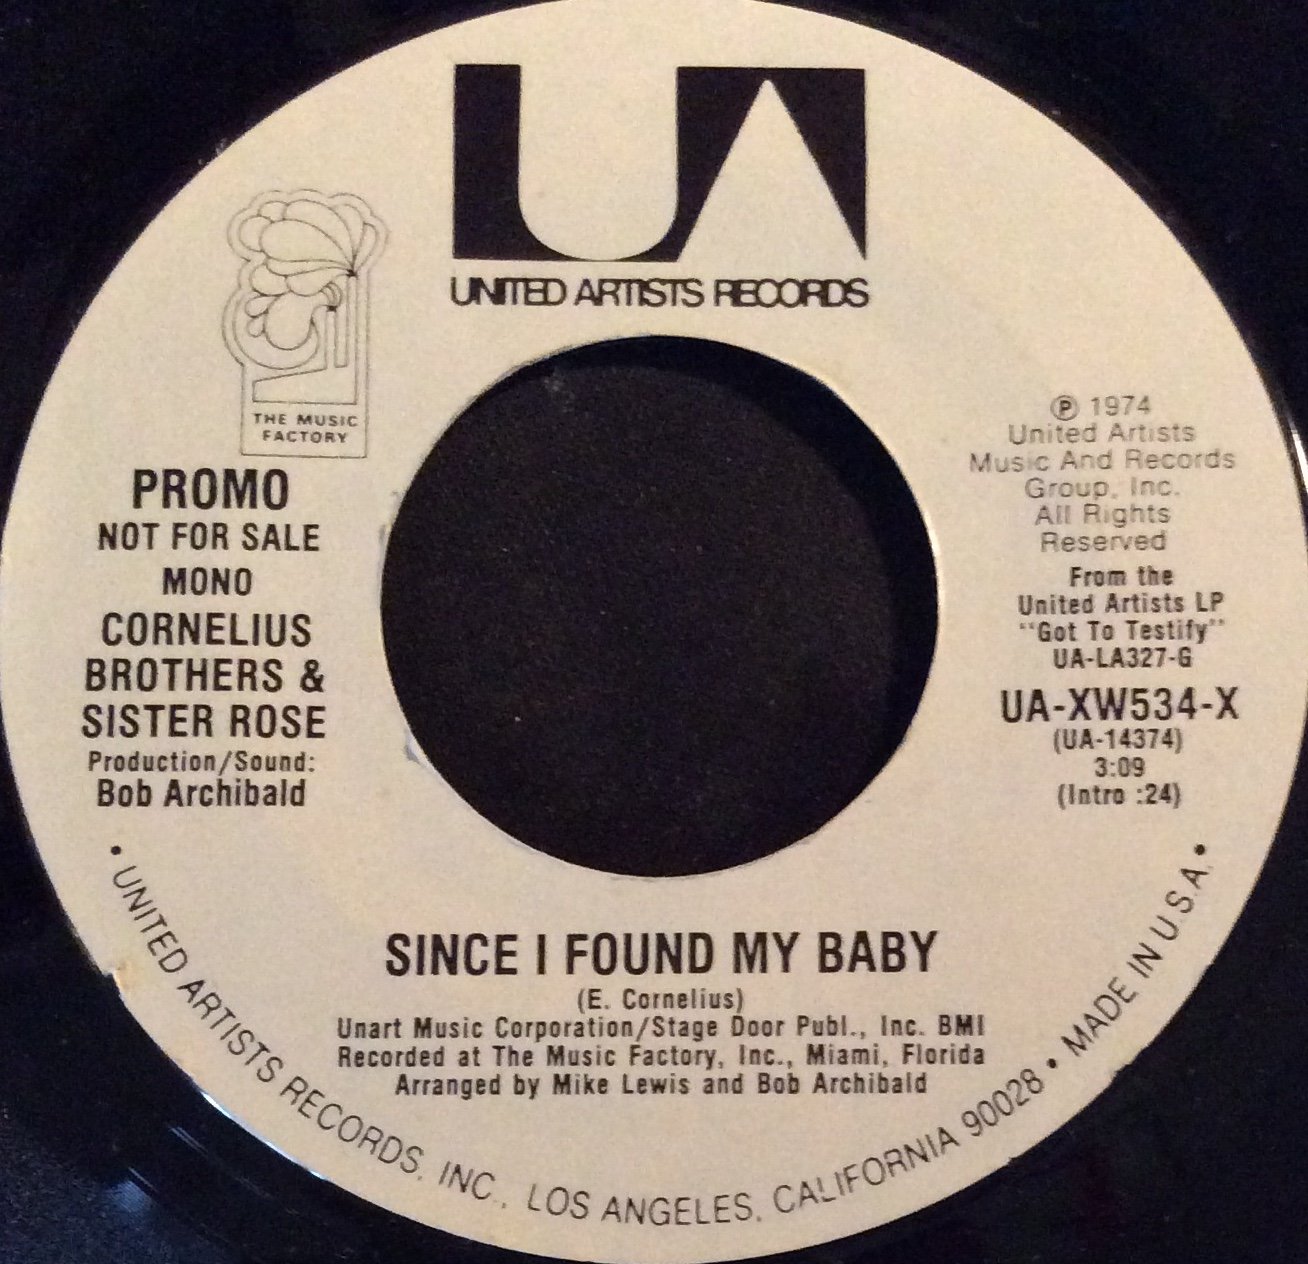 UA
UNITED ARTISTS RECORDS
THE MUSIC
FACTORY
PROMO
NOT FOR SALE
MONO
CORNELIUS
BROTHERS &
SISTER ROSE
Production/Sound:
Bob Archibald
Ⓟ 1974
United Artists
Music And Records
Group, Inc.
All Rights
Reserved
From the
United Artists LP
"Got To Testify"
UA-LA327-G
UA-XW534-X
(UA-14374)
3:09
(Intro :24)
SINCE I FOUND MY BABY
(E. Cornelius)
Unart Music Corporation/Stage Door Publ., Inc. BMI
Recorded at The Music Factory, Inc., Miami, Florida
Arranged by Mike Lewis and Bob Archibald
• UNITED ARTISTS RECORDS, INC., LOS ANGELES, CALIFORNIA 90028 • MADE IN U.S.A. •